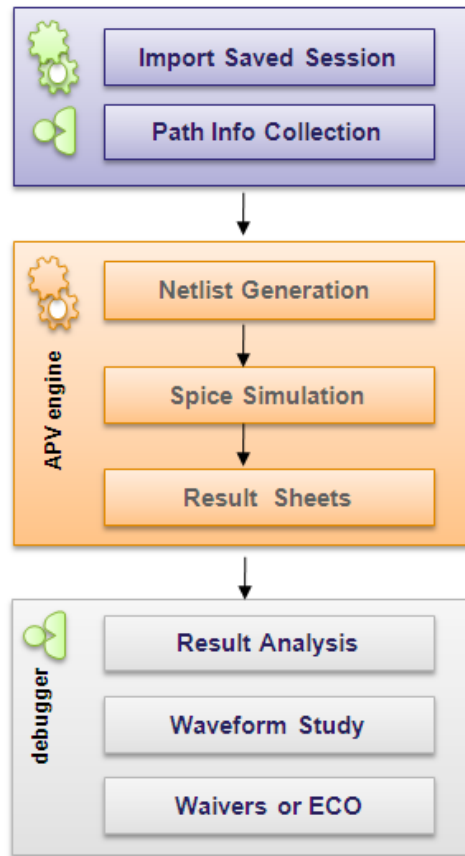 Import Saved Session
Path Info Collection
APV engine
Netlist Generation
Spice Simulation
Result Sheets
debugger
Result Analysis
Waveform Study
Waivers or ECO